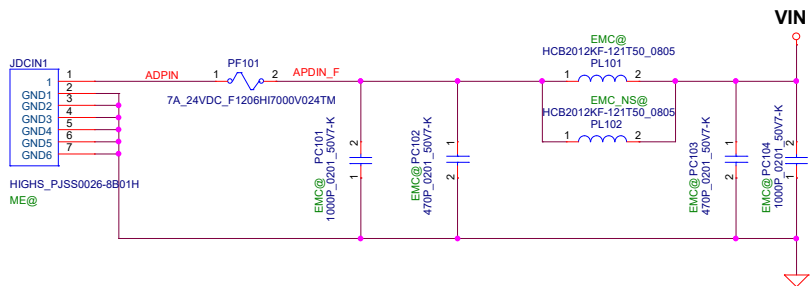 VIN
EMC@
HCB2012KF-121T50_0805
PL101
1 2
EMC_NS@
HCB2012KF-121T50_0805
PL102
1 2
JDCIN1
1
GND1
GND2
GND3
GND4
GND5
GND6
1
2
3
4
5
6
7
HIGHS_PJSS0026-8B01H
ME@
ADPIN
PF101
1 2
APDIN_F
7A_24VDC_F1206HI7000V024TM
EMC@ PC101
1000P_0201_50V7-K
2
1
EMC@ PC102
470P_0201_50V7-K
1
2
EMC@ PC103
470P_0201_50V7-K
1
2
EMC@ PC104
1000P_0201_50V7-K
2
1